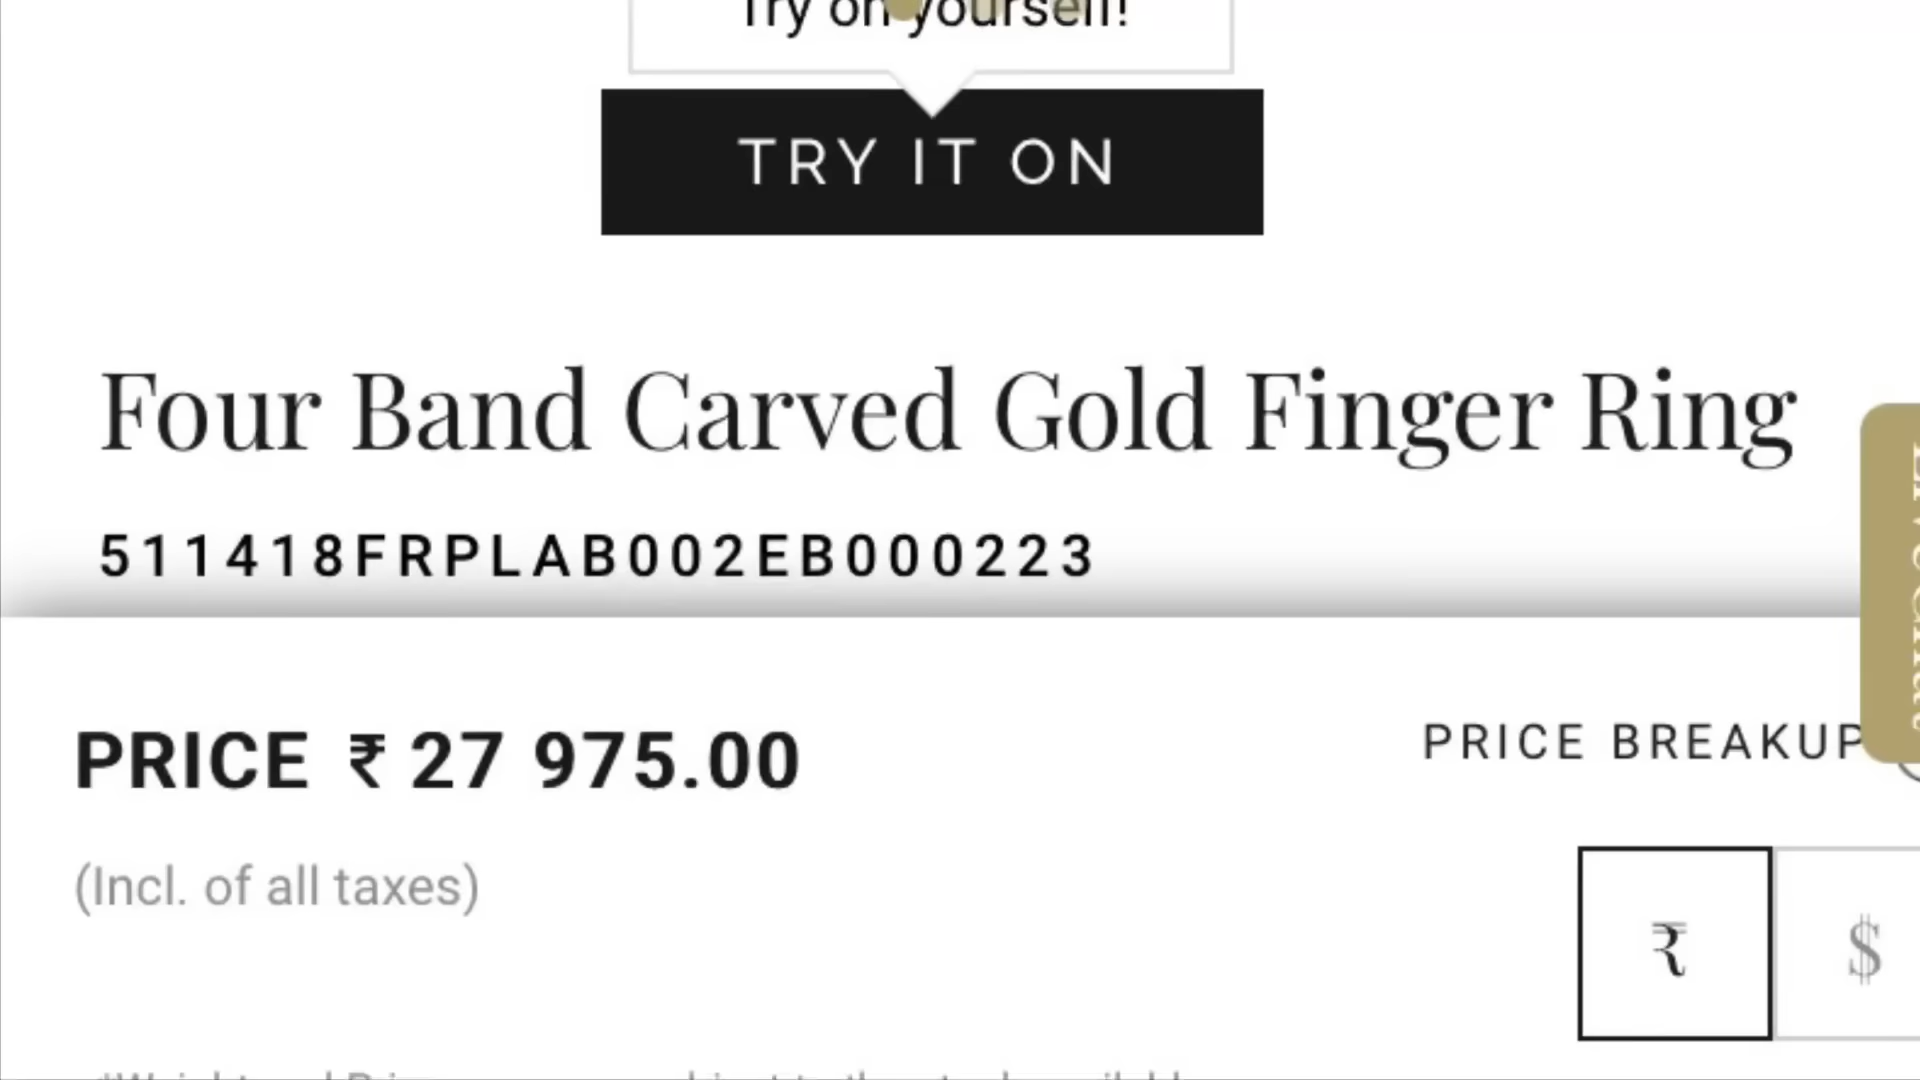 Try on yourself!
TRY IT ON
Four Band Carved Gold Finger Ring
511418FRPLAB002EB000223
PRICE ₹ 27 975.00
PRICE BREAKUP
(Incl. of all taxes)
₹ $